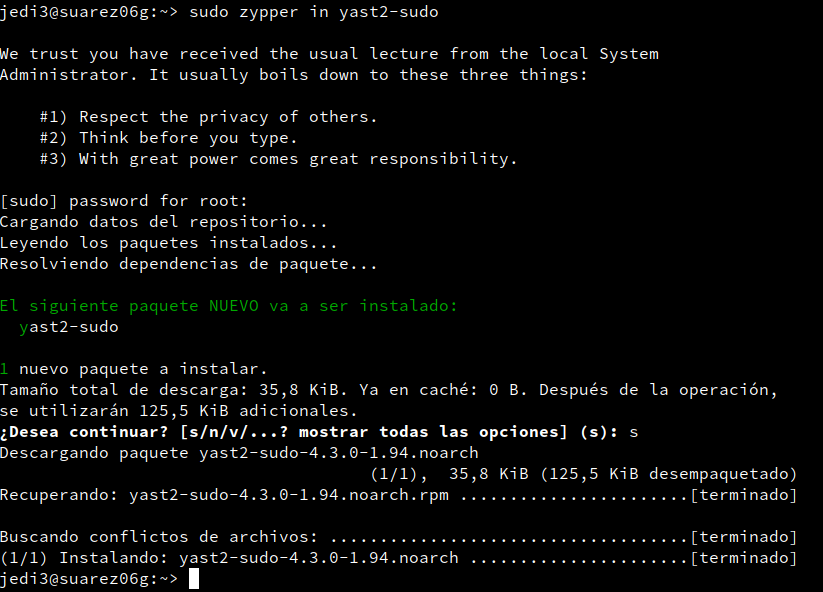 jedi3@suarez06g:~> sudo zypper in yast2-sudo

We trust you have received the usual lecture from the local System
Administrator. It usually boils down to these three things:

    #1) Respect the privacy of others.
    #2) Think before you type.
    #3) With great power comes great responsibility.

[sudo] password for root:
Cargando datos del repositorio...
Leyendo los paquetes instalados...
Resolviendo dependencias de paquete...

El siguiente paquete NUEVO va a ser instalado:
  yast2-sudo

1 nuevo paquete a instalar.
Tamaño total de descarga: 35,8 KiB. Ya en caché: 0 B. Después de la operación,
se utilizarán 125,5 KiB adicionales.
¿Desea continuar? [s/n/v/...? mostrar todas las opciones] (s): s
Descargando paquete yast2-sudo-4.3.0-1.94.noarch
                                     (1/1),  35,8 KiB (125,5 KiB desempaquetado)
Recuperando: yast2-sudo-4.3.0-1.94.noarch.rpm .......................[terminado]

Buscando conflictos de archivos: ....................................[terminado]
(1/1) Instalando: yast2-sudo-4.3.0-1.94.noarch ......................[terminado]
jedi3@suarez06g:~>